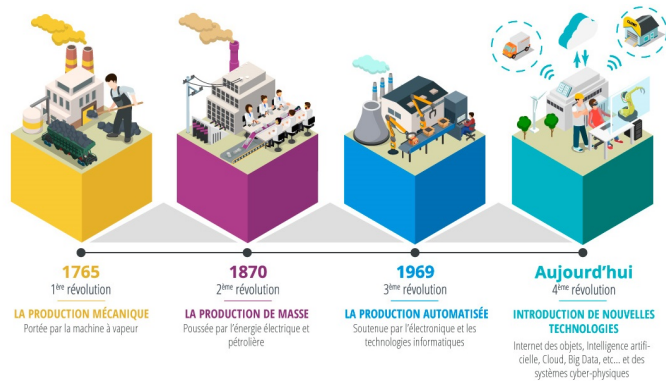 1765
1ère révolution
LA PRODUCTION MÉCANIQUE
Portée par la machine à vapeur
1870
2ème révolution
LA PRODUCTION DE MASSE
Poussée par l'énergie électrique et
pétrolière
1969
3ème révolution
LA PRODUCTION AUTOMATISÉE
Soutenue par l'électronique et les
technologies informatiques
Aujourd'hui
4ème révolution
INTRODUCTION DE NOUVELLES
TECHNOLOGIES
Internet des objets, Intelligence artifi-
cielle, Cloud, Big Data, etc... et des
systèmes cyber-physiques